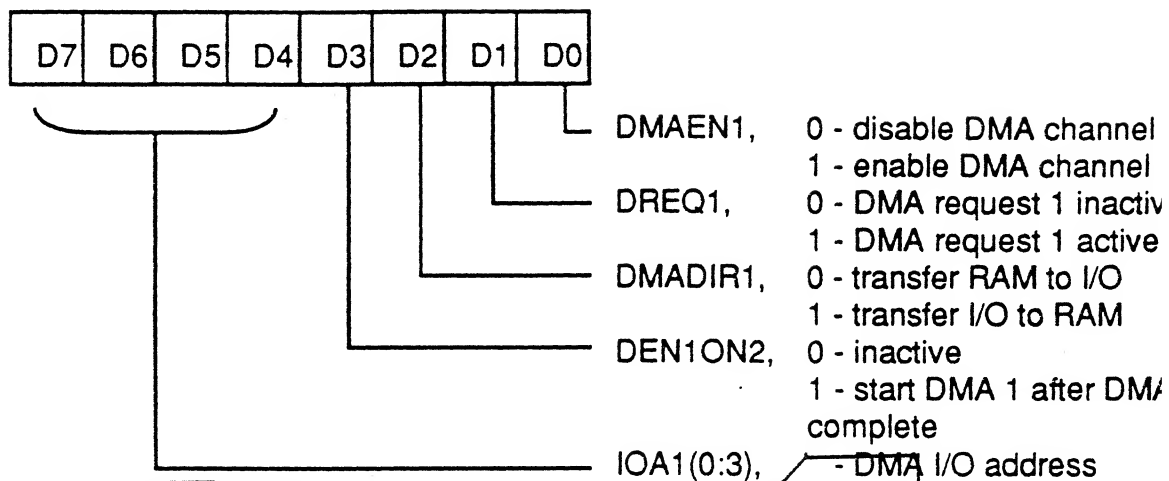 D7 D6 D5 D4 D3 D2 D1 D0
DMAEN1, 0 - disable DMA channel
1 - enable DMA channel
DREQ1, 0 - DMA request 1
1 - DMA request 1 active
DMADIR1, 0 - transfer RAM to I/O
1 - transfer I/O to RAM
DEN1ON2, 0 - inactive
1 - start DMA 1 after
complete
IOA1(0:3), - DMA I/O address